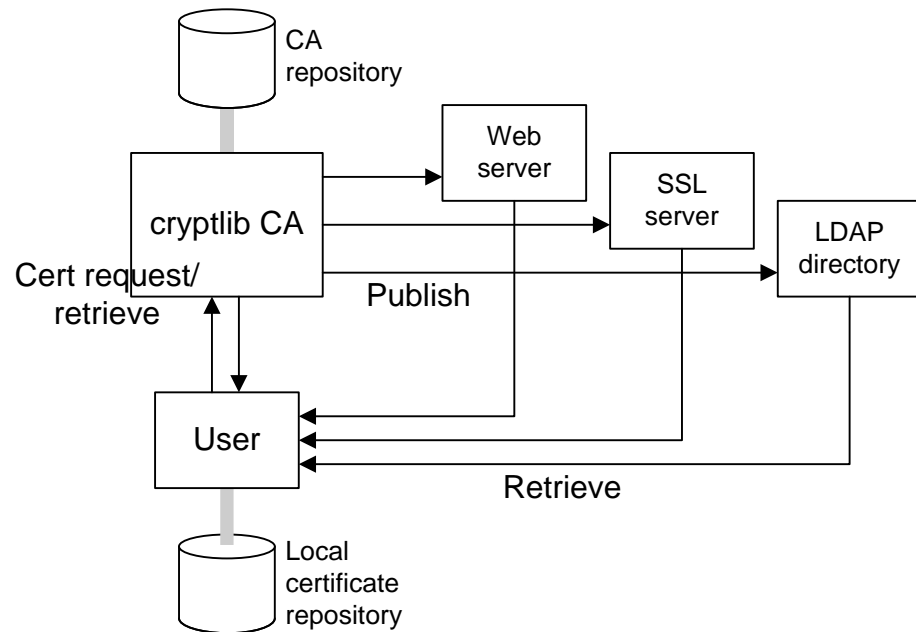 CA
repository
Web
server
SSL
server
cryptlib CA
LDAP
directory
Cert request/
retrieve
Publish
User
Retrieve
Local
certificate
repository